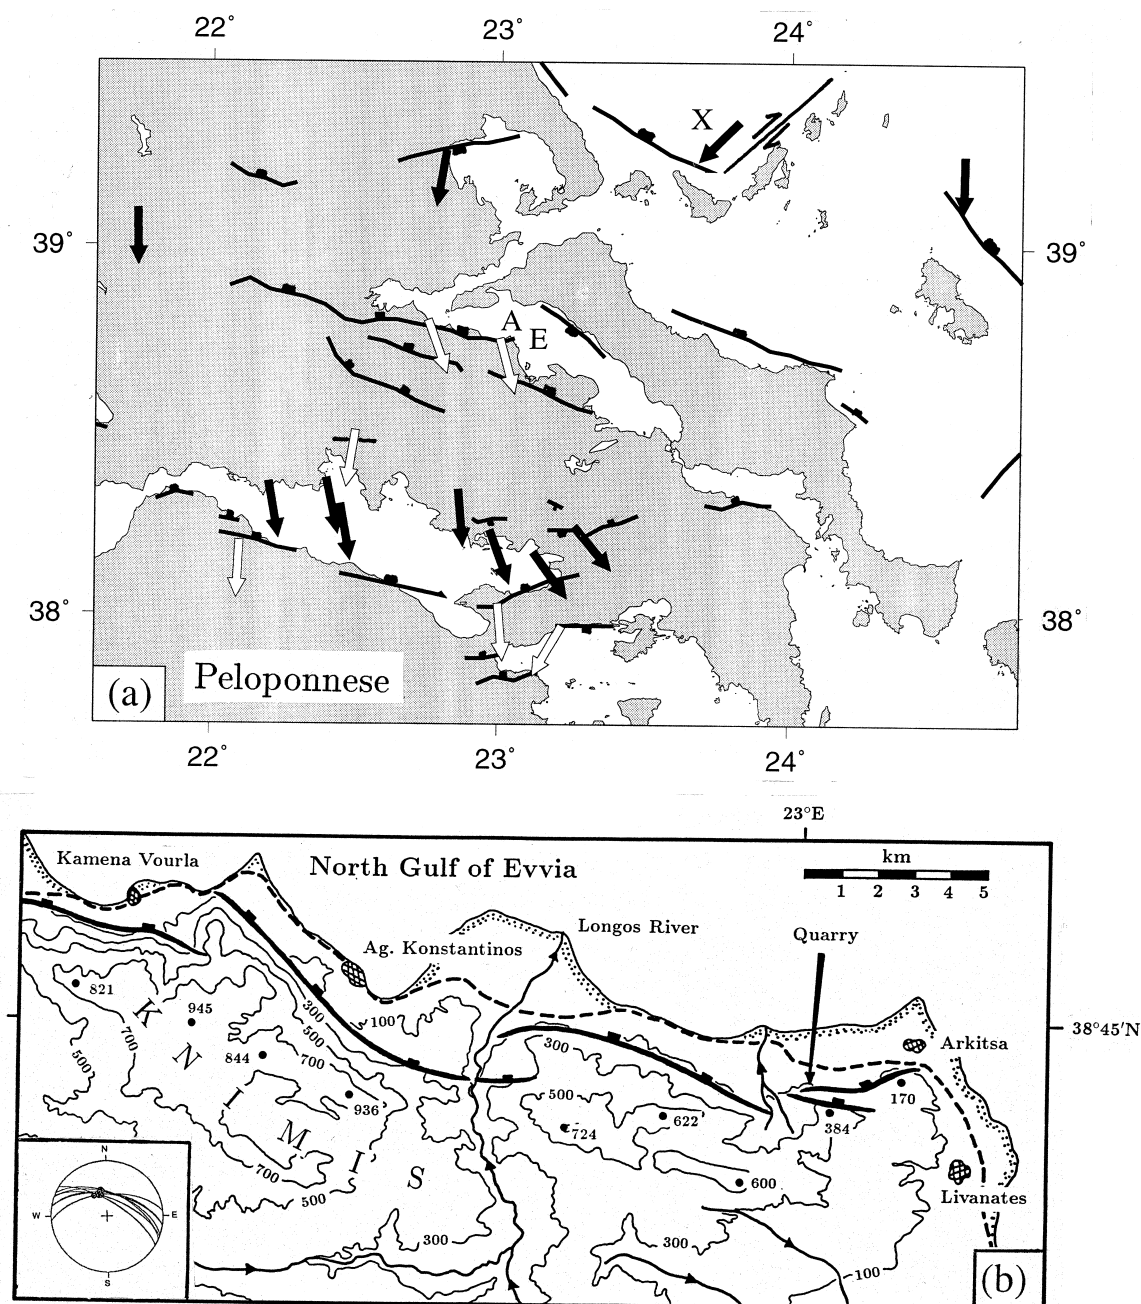 22° 23° 24°
X
39° 39°
A
E
38° 38°
Peloponnese
(a)
22° 23° 24°
23°E
Kamena Vourla
North Gulf of Evvia
km
1 2 3 4 5
Longos River
Quarry
Ag. Konstantinos
821
945
300
100
38°45'N
K
700
500
300
Arkitsa
500
N
844
700
170
I
936
500
622
384
M
724
700
I
S
600
500
Livanates
N
W E
S
300
300
100
(b)